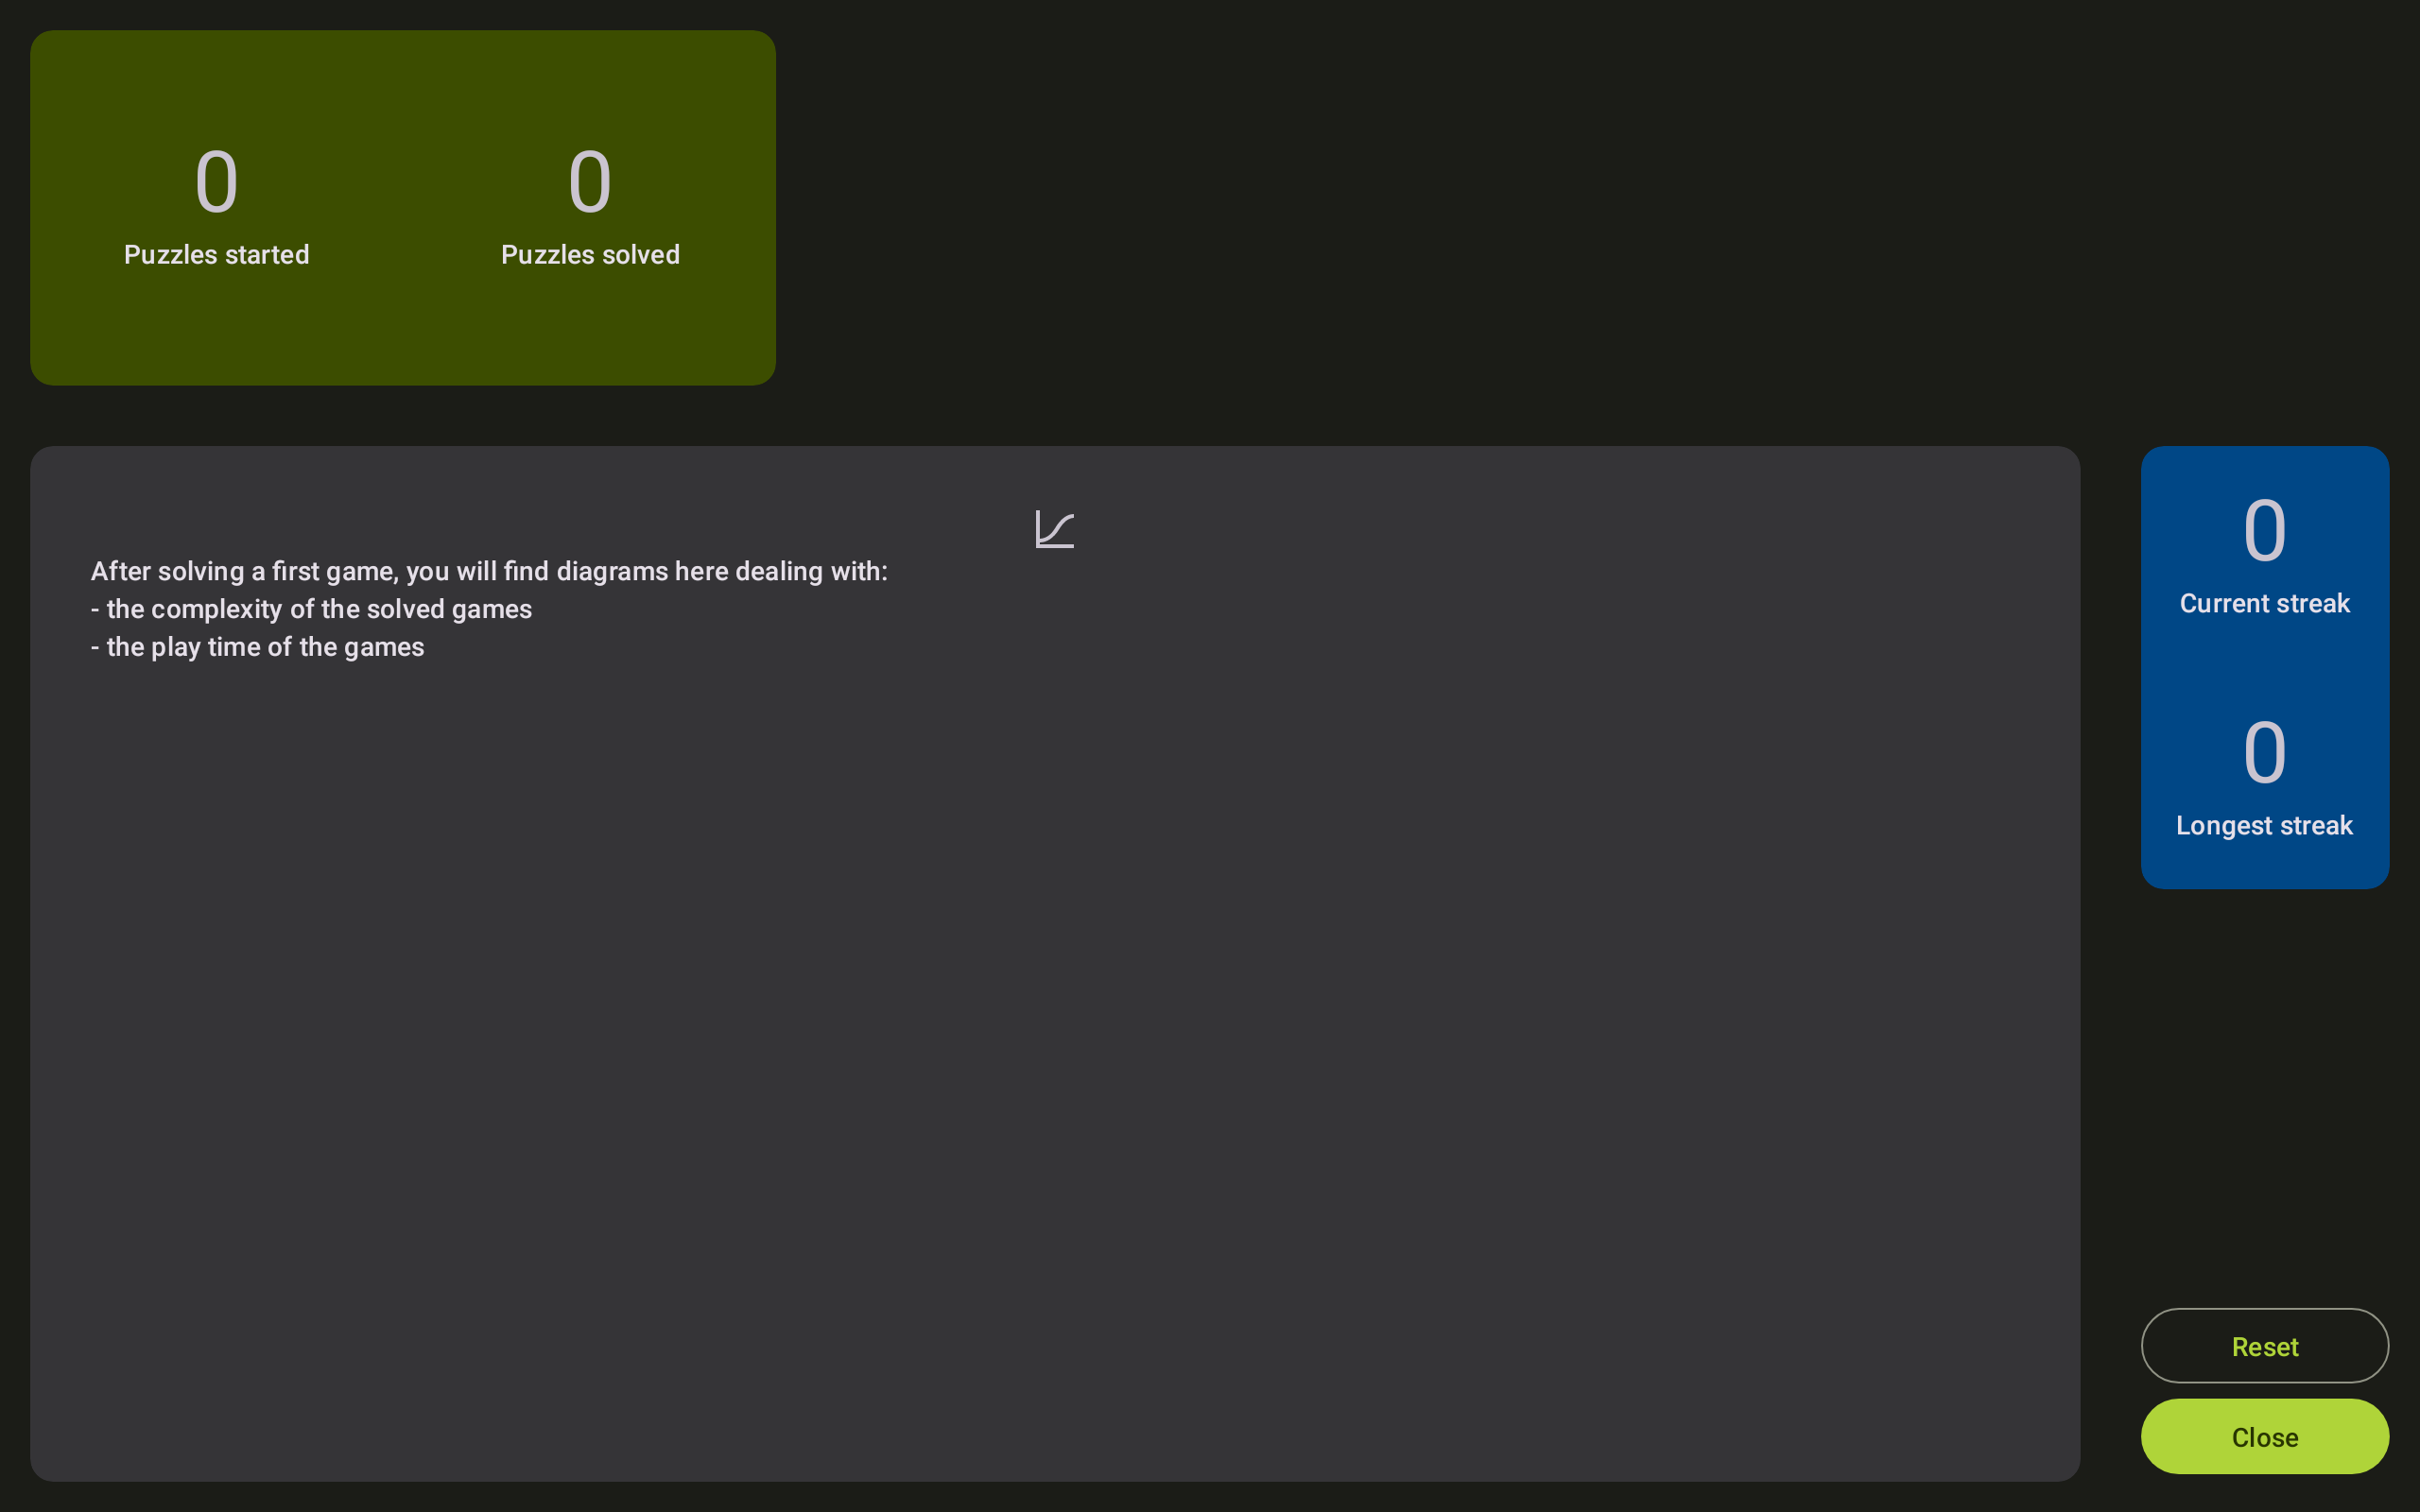 0
Puzzles started
0
Puzzles solved
After solving a first game, you will find diagrams here dealing with:
- the complexity of the solved games
- the play time of the games
0
Current streak
0
Longest streak
Reset
Close